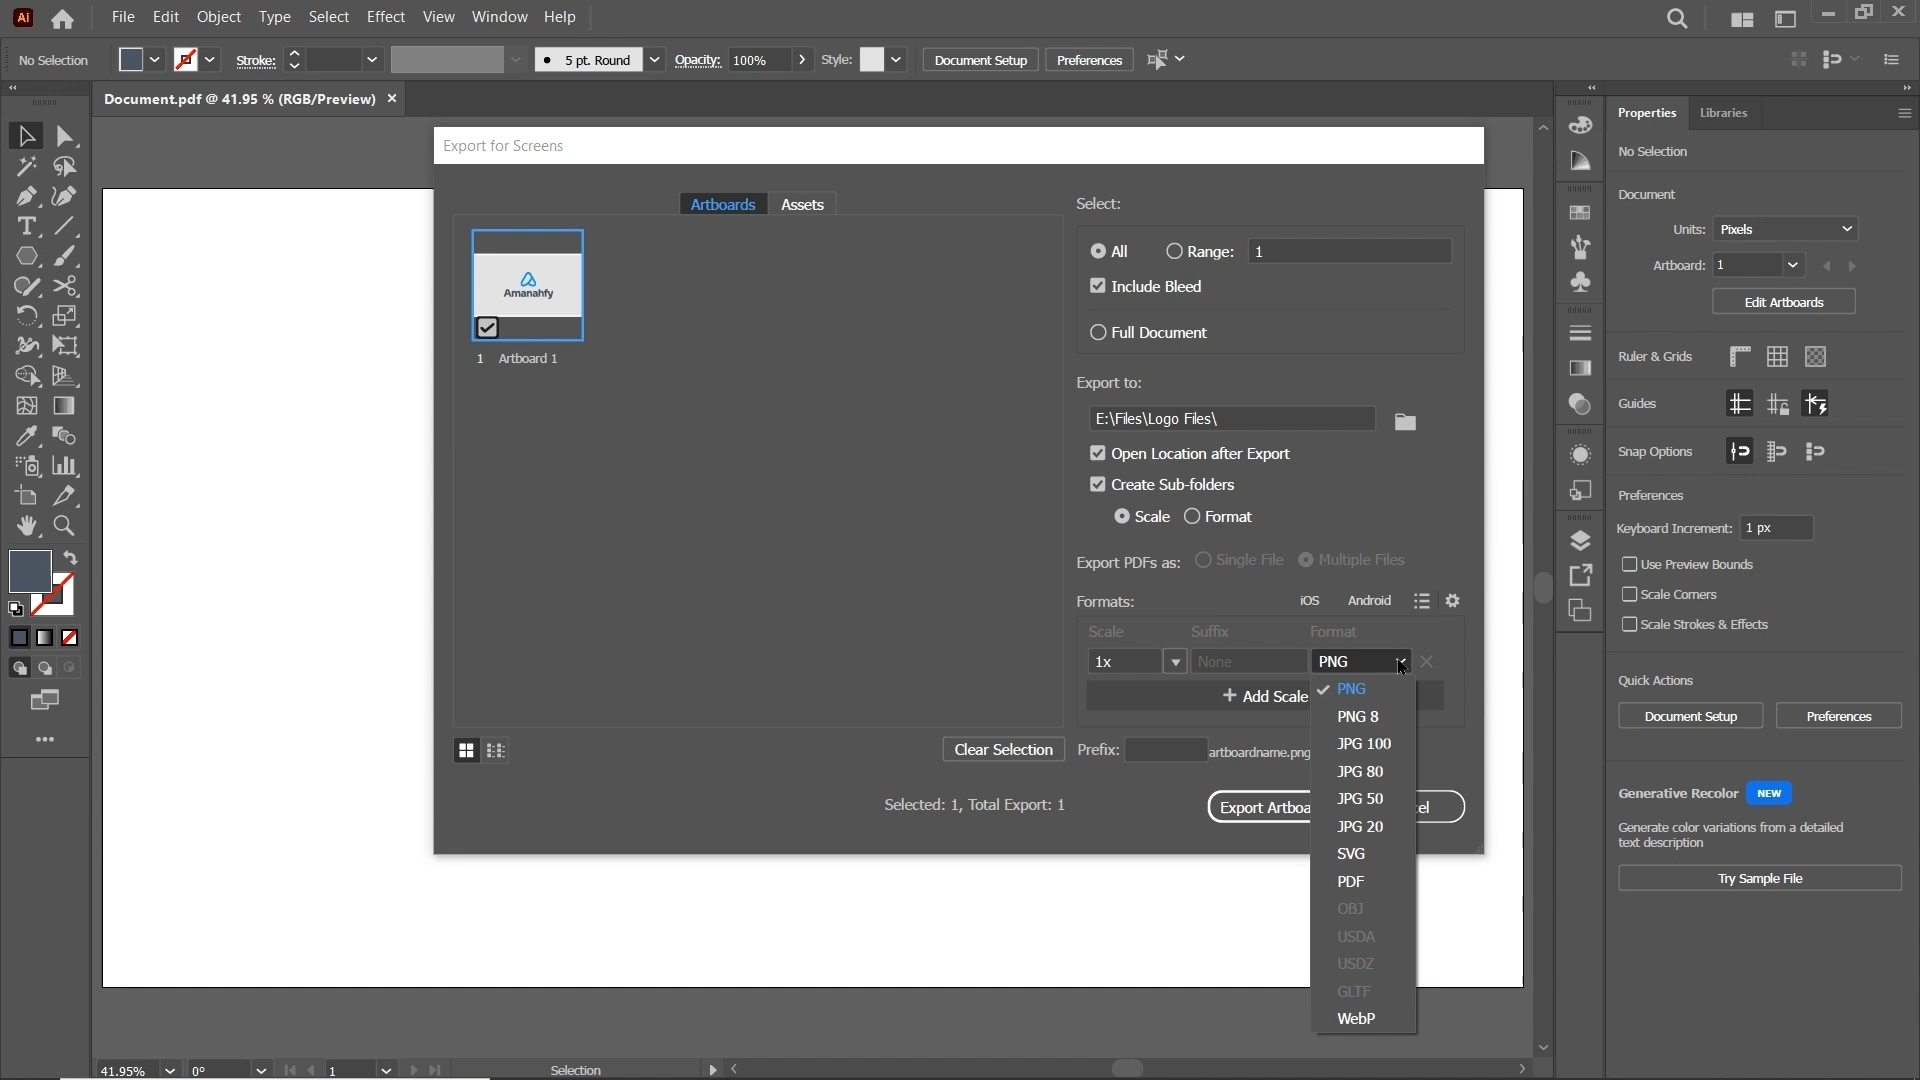 Ai File Edit Object Type Select Effect View Window Help
No Selection Stroke: 5 pt. Round Opacity: 100% Style: Document Setup Preferences
Document.pdf @ 41.95 % (RGB/Preview)
Export for Screens
Artboards Assets
Amanahfy
1 Artboard 1
Clear Selection
Selected: 1, Total Export: 1
Select:
All Range: 1
Include Bleed
Full Document
Export to:
E:\Files\Logo Files\
Open Location after Export
Create Sub-folders
Scale Format
Export PDFs as: Single File Multiple Files
Formats: iOS Android
Scale Suffix Format
1x None PNG
Add Scale
Prefix: artboardname.png
Export Artboa
cel
PNG
PNG 8
JPG 100
JPG 80
JPG 50
JPG 20
SVG
PDF
OBJ
USDA
USDZ
GLTF
WebP
Properties Libraries
No Selection
Document
Units: Pixels
Artboard: 1
Edit Artboards
Ruler & Grids
Guides
Snap Options
Preferences
Keyboard Increment: 1 px
Use Preview Bounds
Scale Corners
Scale Strokes & Effects
Quick Actions
Document Setup Preferences
Generative Recolor NEW
Generate color variations from a detailed
text description
Try Sample File
41.95% 0° 1 Selection